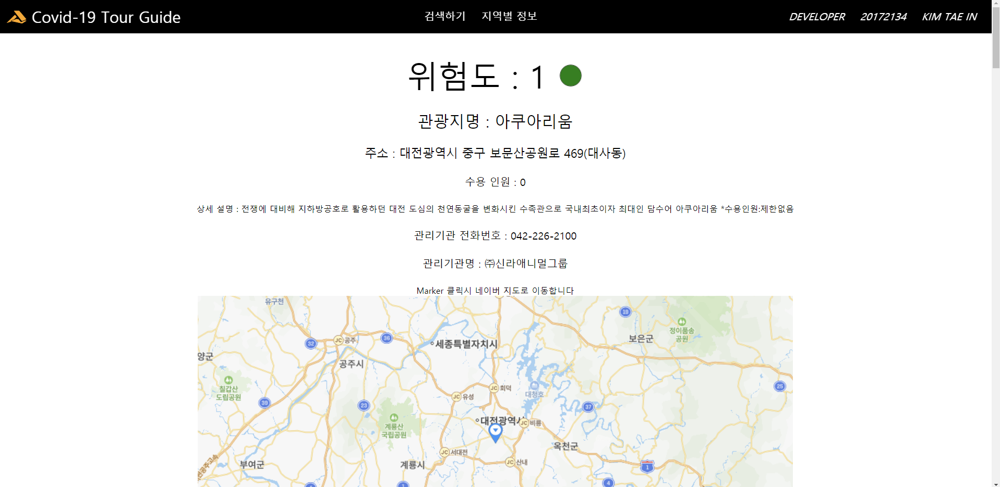 Covid-19 Tour Guide
검색하기 지역별 정보
DEVELOPER 20172134 KIM TAE IN
위험도 : 1
관광지명 : 아쿠아리움
주소 : 대전광역시 중구 보문산공원로 469(대사동)
수용 인원 : 0
상세 설명 : 전쟁에 대비해 지하방공호로 활용하던 대전 도심의 천연동굴을 변화시킨 수족관으로 국내최초이자 최대인 담수어 아쿠아리움 *수용인원:제한없음
관리기관 전화번호 : 042-226-2100
관리기관명 : ㈜신라애니멀그룹
Marker 클릭시 네이버 지도로 이동합니다
유구천
19
정이품송
공원
32
JC 공주
36
세종특별자치시
보은군
양군
공주시
칠갑산
도립공원
39
23
JC 유성
JC 회덕
대청호
37
25
계룡산
국립공원
대전광역시
JC 비룡
옥천군
JC 서대전
JC 산내
부여군
계룡시
1
4
1
4